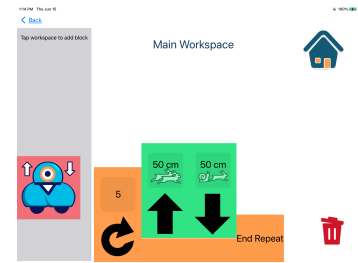 1:14 PM Thu Jun 15
100%
Back
Tap workspace to add block
Main Workspace
50 cm
50 cm
5
End Repeat